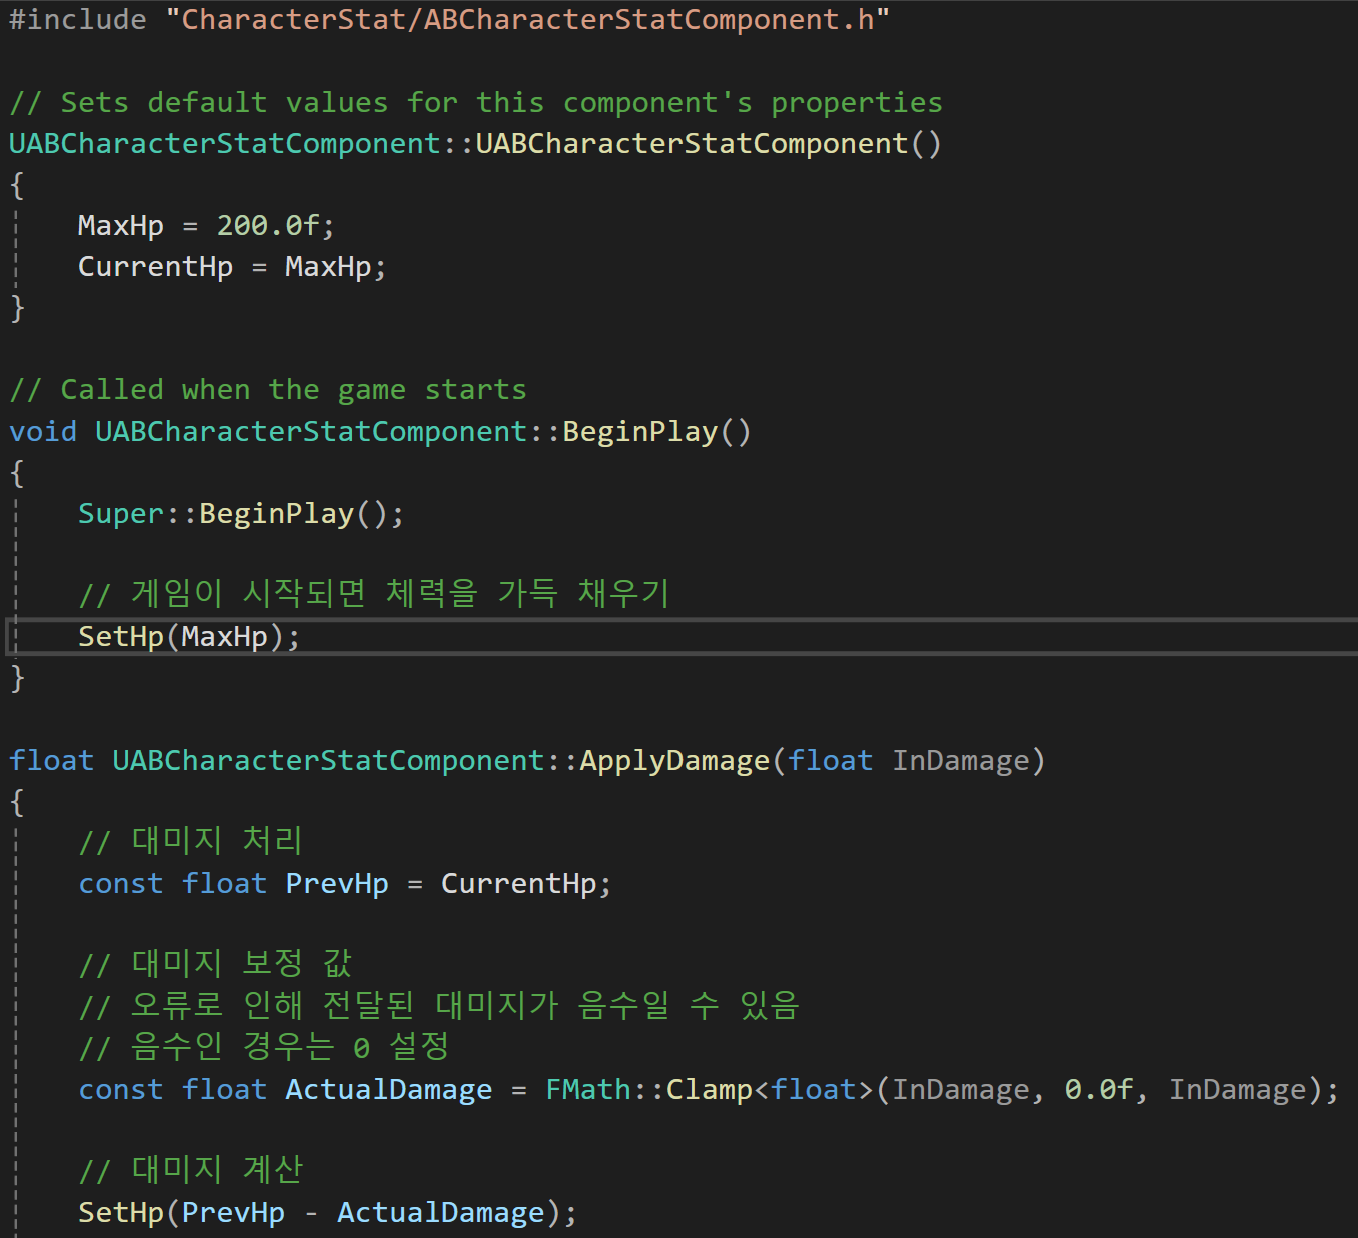 #include "CharacterStat/ABCharacterStatComponent.h"
// Sets default values for this component's properties
UABCharacterStatComponent::UABCharacterStatComponent()
{
MaxHp = 200.0f;
CurrentHp = MaxHp;
}
// Called when the game starts
void UABCharacterStatComponent::BeginPlay()
{
Super::BeginPlay();
// 게임이 시작되면 체력을 가득 채우기
SetHp(MaxHp);
}
float UABCharacterStatComponent::ApplyDamage(float InDamage)
{
// 대미지 처리
const float PrevHp = CurrentHp;
// 대미지 보정 값
// 오류로 인해 전달된 대미지가 음수일 수 있음
// 음수인 경우는 0 설정
const float ActualDamage = FMath::Clamp<float>(InDamage, 0.0f, InDamage);
// 대미지 계산
SetHp(PrevHp - ActualDamage);